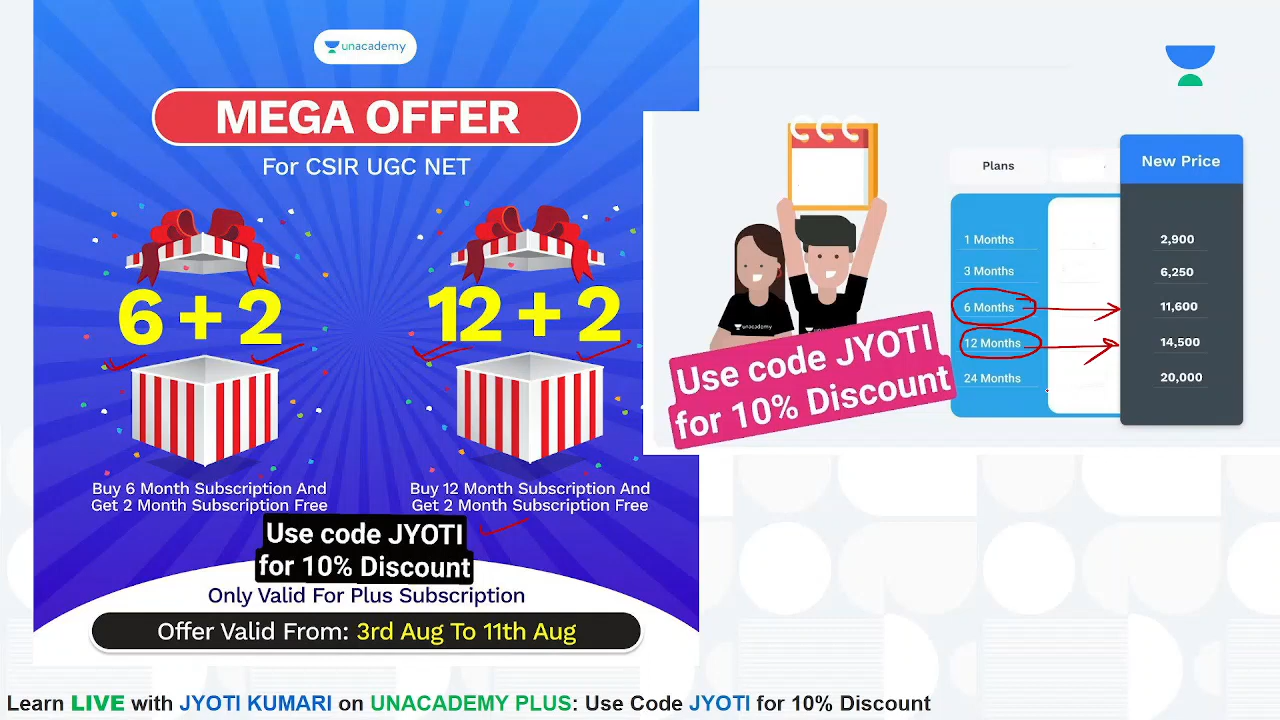 unacademy
MEGA OFFER
For CSIR UGC NET
6 + 2
12 + 2
Buy 6 Month Subscription And
Get 2 Month Subscription Free
Buy 12 Month Subscription And
Get 2 Month Subscription Free
Use code JYOTI
for 10% Discount
Only Valid For Plus Subscription
Offer Valid From: 3rd Aug To 11th Aug
unacademy
Use code JYOTI
for 10% Discount
Plans New Price
1 Months 2,900
3 Months 6,250
6 Months 11,600
12 Months 14,500
24 Months 20,000
Learn LIVE with JYOTI KUMARI on UNACADEMY PLUS: Use Code JYOTI for 10% Discount